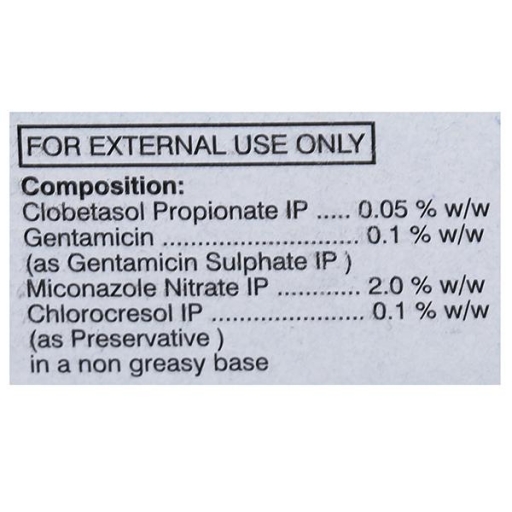 FOR EXTERNAL USE ONLY
Composition:
Clobetasol Propionate IP ..... 0.05 % w/w
Gentamicin ............................ 0.1 % w/w
(as Gentamicin Sulphate IP )
Miconazole Nitrate IP ............ 2.0 % w/w
Chlorocresol IP ...................... 0.1 % w/w
(as Preservative )
in a non greasy base